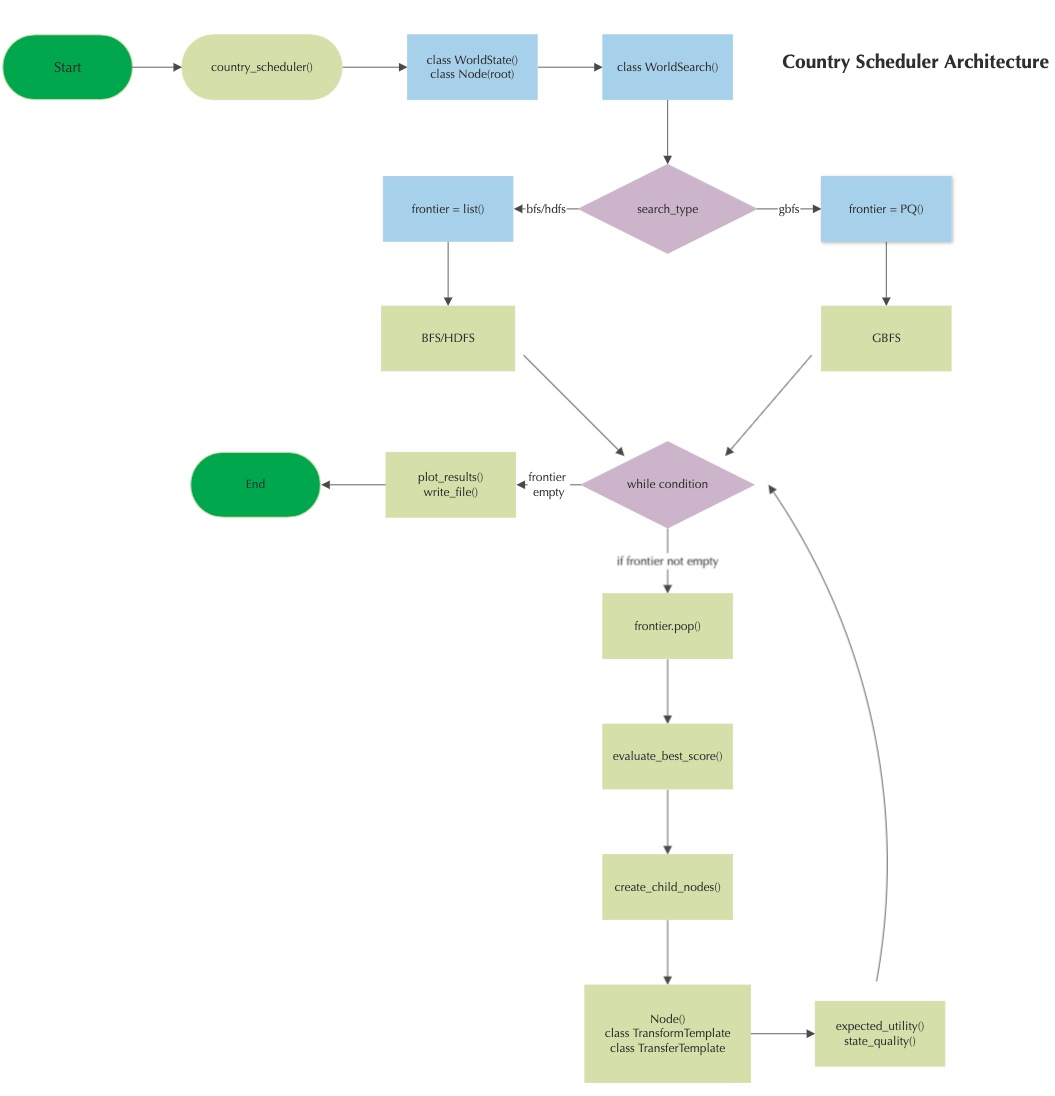 Start
country_scheduler()
class WorldState()
class Node(root)
class WorldSearch()
Country Scheduler Architecture
frontier = list()
bfs/hdfs
search_type
gbfs
frontier = PQ()
BFS/HDFS
GBFS
End
plot_results()
write_file()
frontier
empty
while condition
if frontier not empty
frontier.pop()
evaluate_best_score()
create_child_nodes()
Node()
class TransformTemplate
class TransferTemplate
expected_utility()
state_quality()